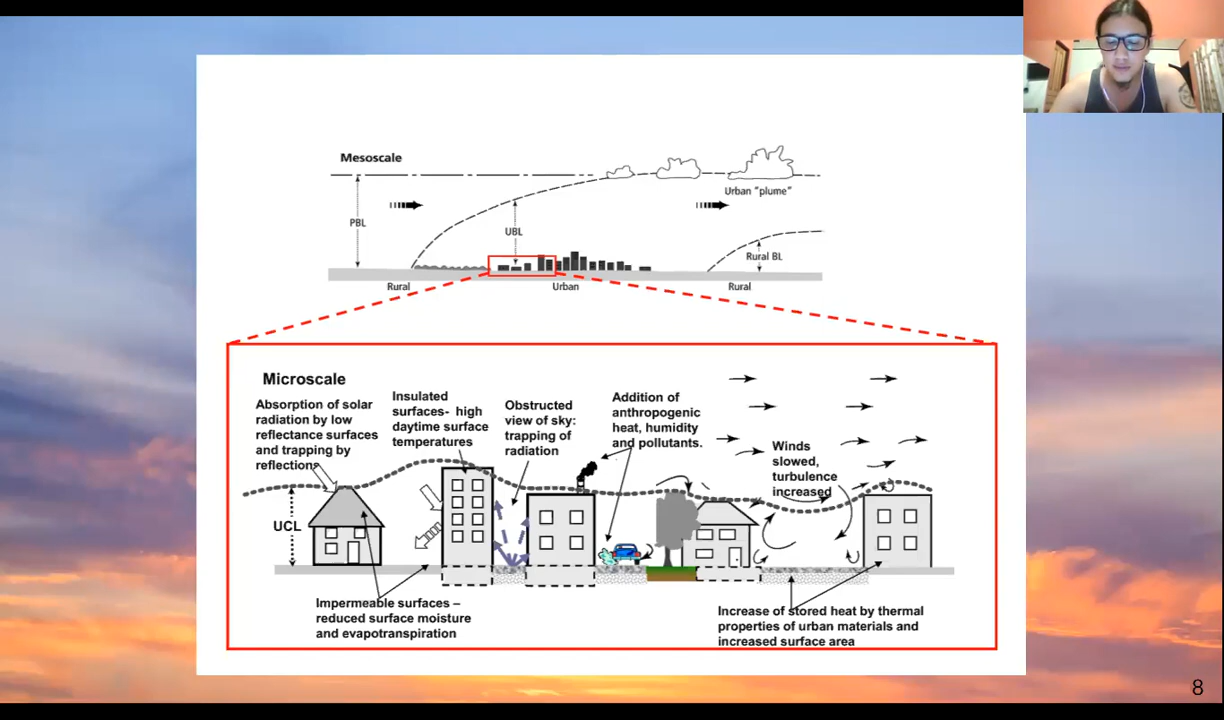 Mesoscale
Urban "plume"
PBL
UBL
Rural BL
Rural
Urban
Rural
Microscale
Absorption of solar
radiation by low
reflectance surfaces
and trapping by
reflections
Insulated
surfaces- high
daytime surface
temperatures
Obstructed
view of sky:
trapping of
radiation
Addition of
anthropogenic
heat, humidity
and pollutants.
Winds
slowed,
turbulence
increased
UCL
Impermeable surfaces –
reduced surface moisture
and evapotranspiration
Increase of stored heat by thermal
properties of urban materials and
increased surface area
8